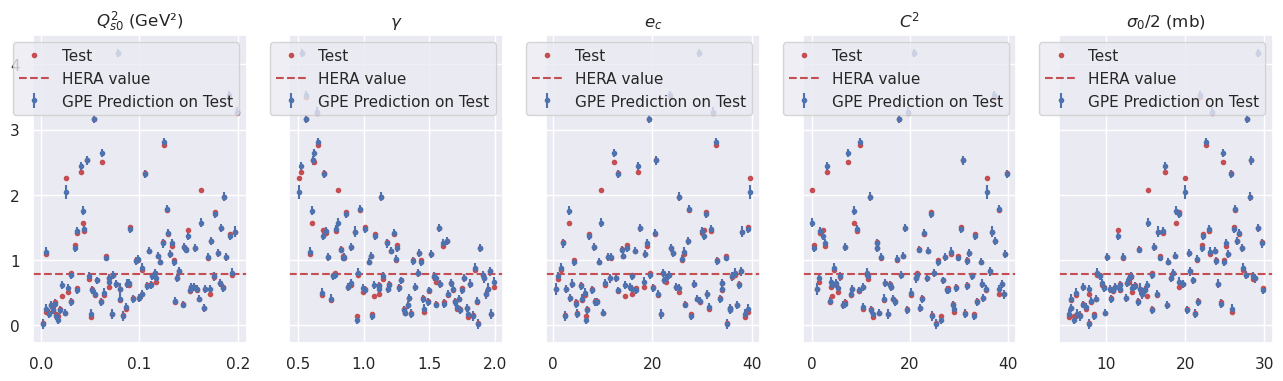 Q²ₛ₀ (GeV²) γ e_c C² σ₀/2 (mb)
Test Test Test Test Test
HERA value HERA value HERA value HERA value HERA value
GPE Prediction on Test GPE Prediction on Test GPE Prediction on Test GPE Prediction on Test GPE Prediction on Test
4
3
2
1
0
0.0 0.1 0.2 0.5 1.0 1.5 2.0 0 20 40 0 20 40 10 20 30